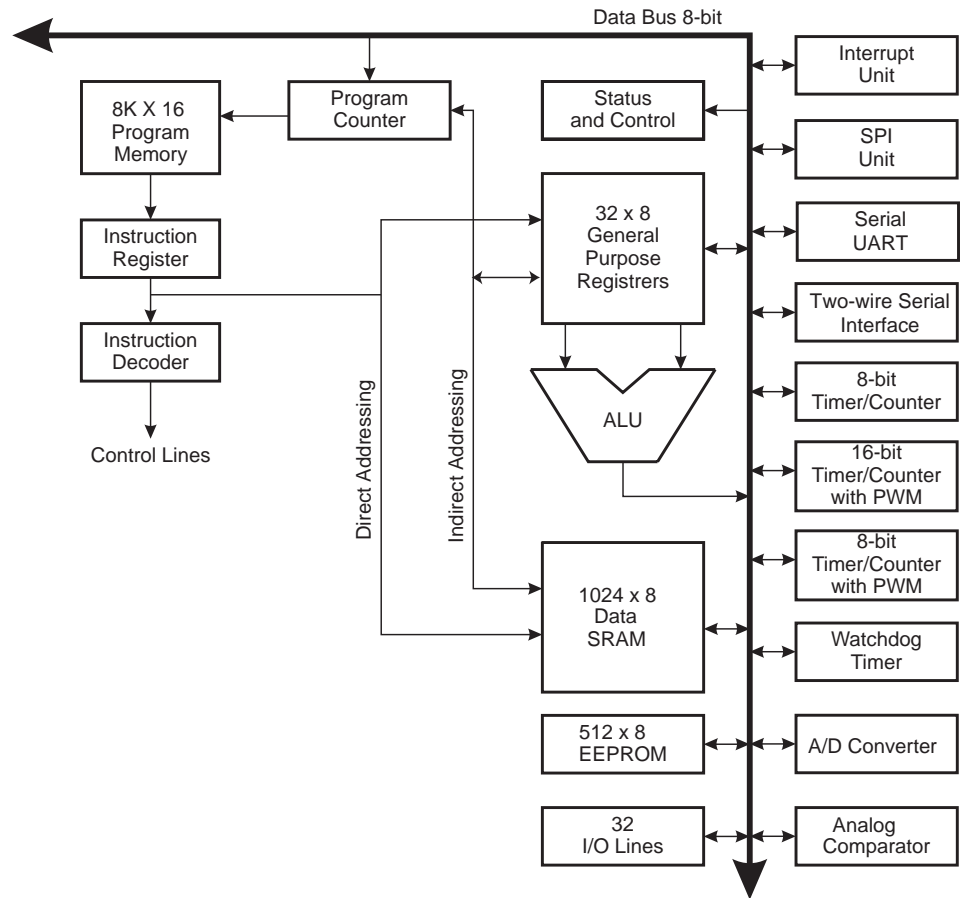 Data Bus 8-bit
8K X 16
Program
Memory
Program
Counter
Status
and Control
Interrupt
Unit
SPI
Unit
Instruction
Register
32 x 8
General
Purpose
Registrers
Serial
UART
Two-wire Serial
Interface
Instruction
Decoder
8-bit
Timer/Counter
ALU
Control Lines
Direct Addressing
Indirect Addressing
16-bit
Timer/Counter
with PWM
8-bit
Timer/Counter
with PWM
1024 x 8
Data
SRAM
Watchdog
Timer
512 x 8
EEPROM
A/D Converter
32
I/O Lines
Analog
Comparator